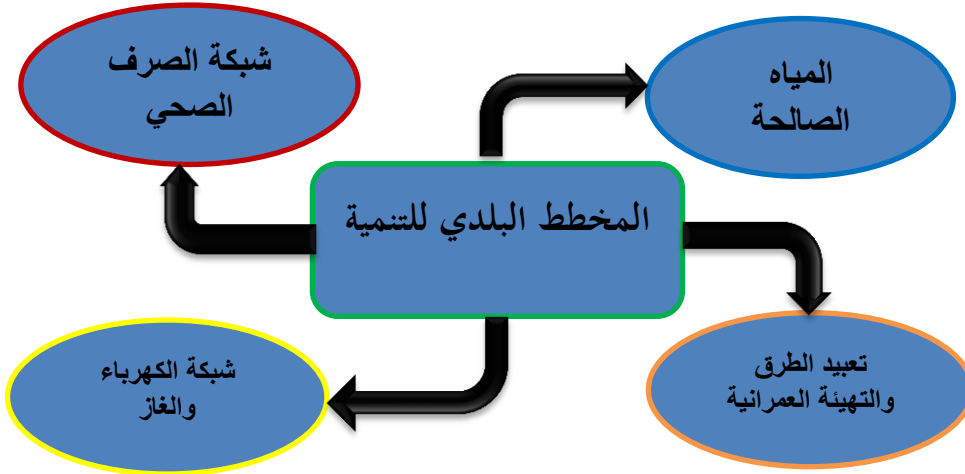 المياه
الصالحة
شبكة الصرف
الصحي
المخطط البلدي للتنمية
تعبيد الطرق
والتهيئة العمرانية
شبكة الكهرباء
والغاز